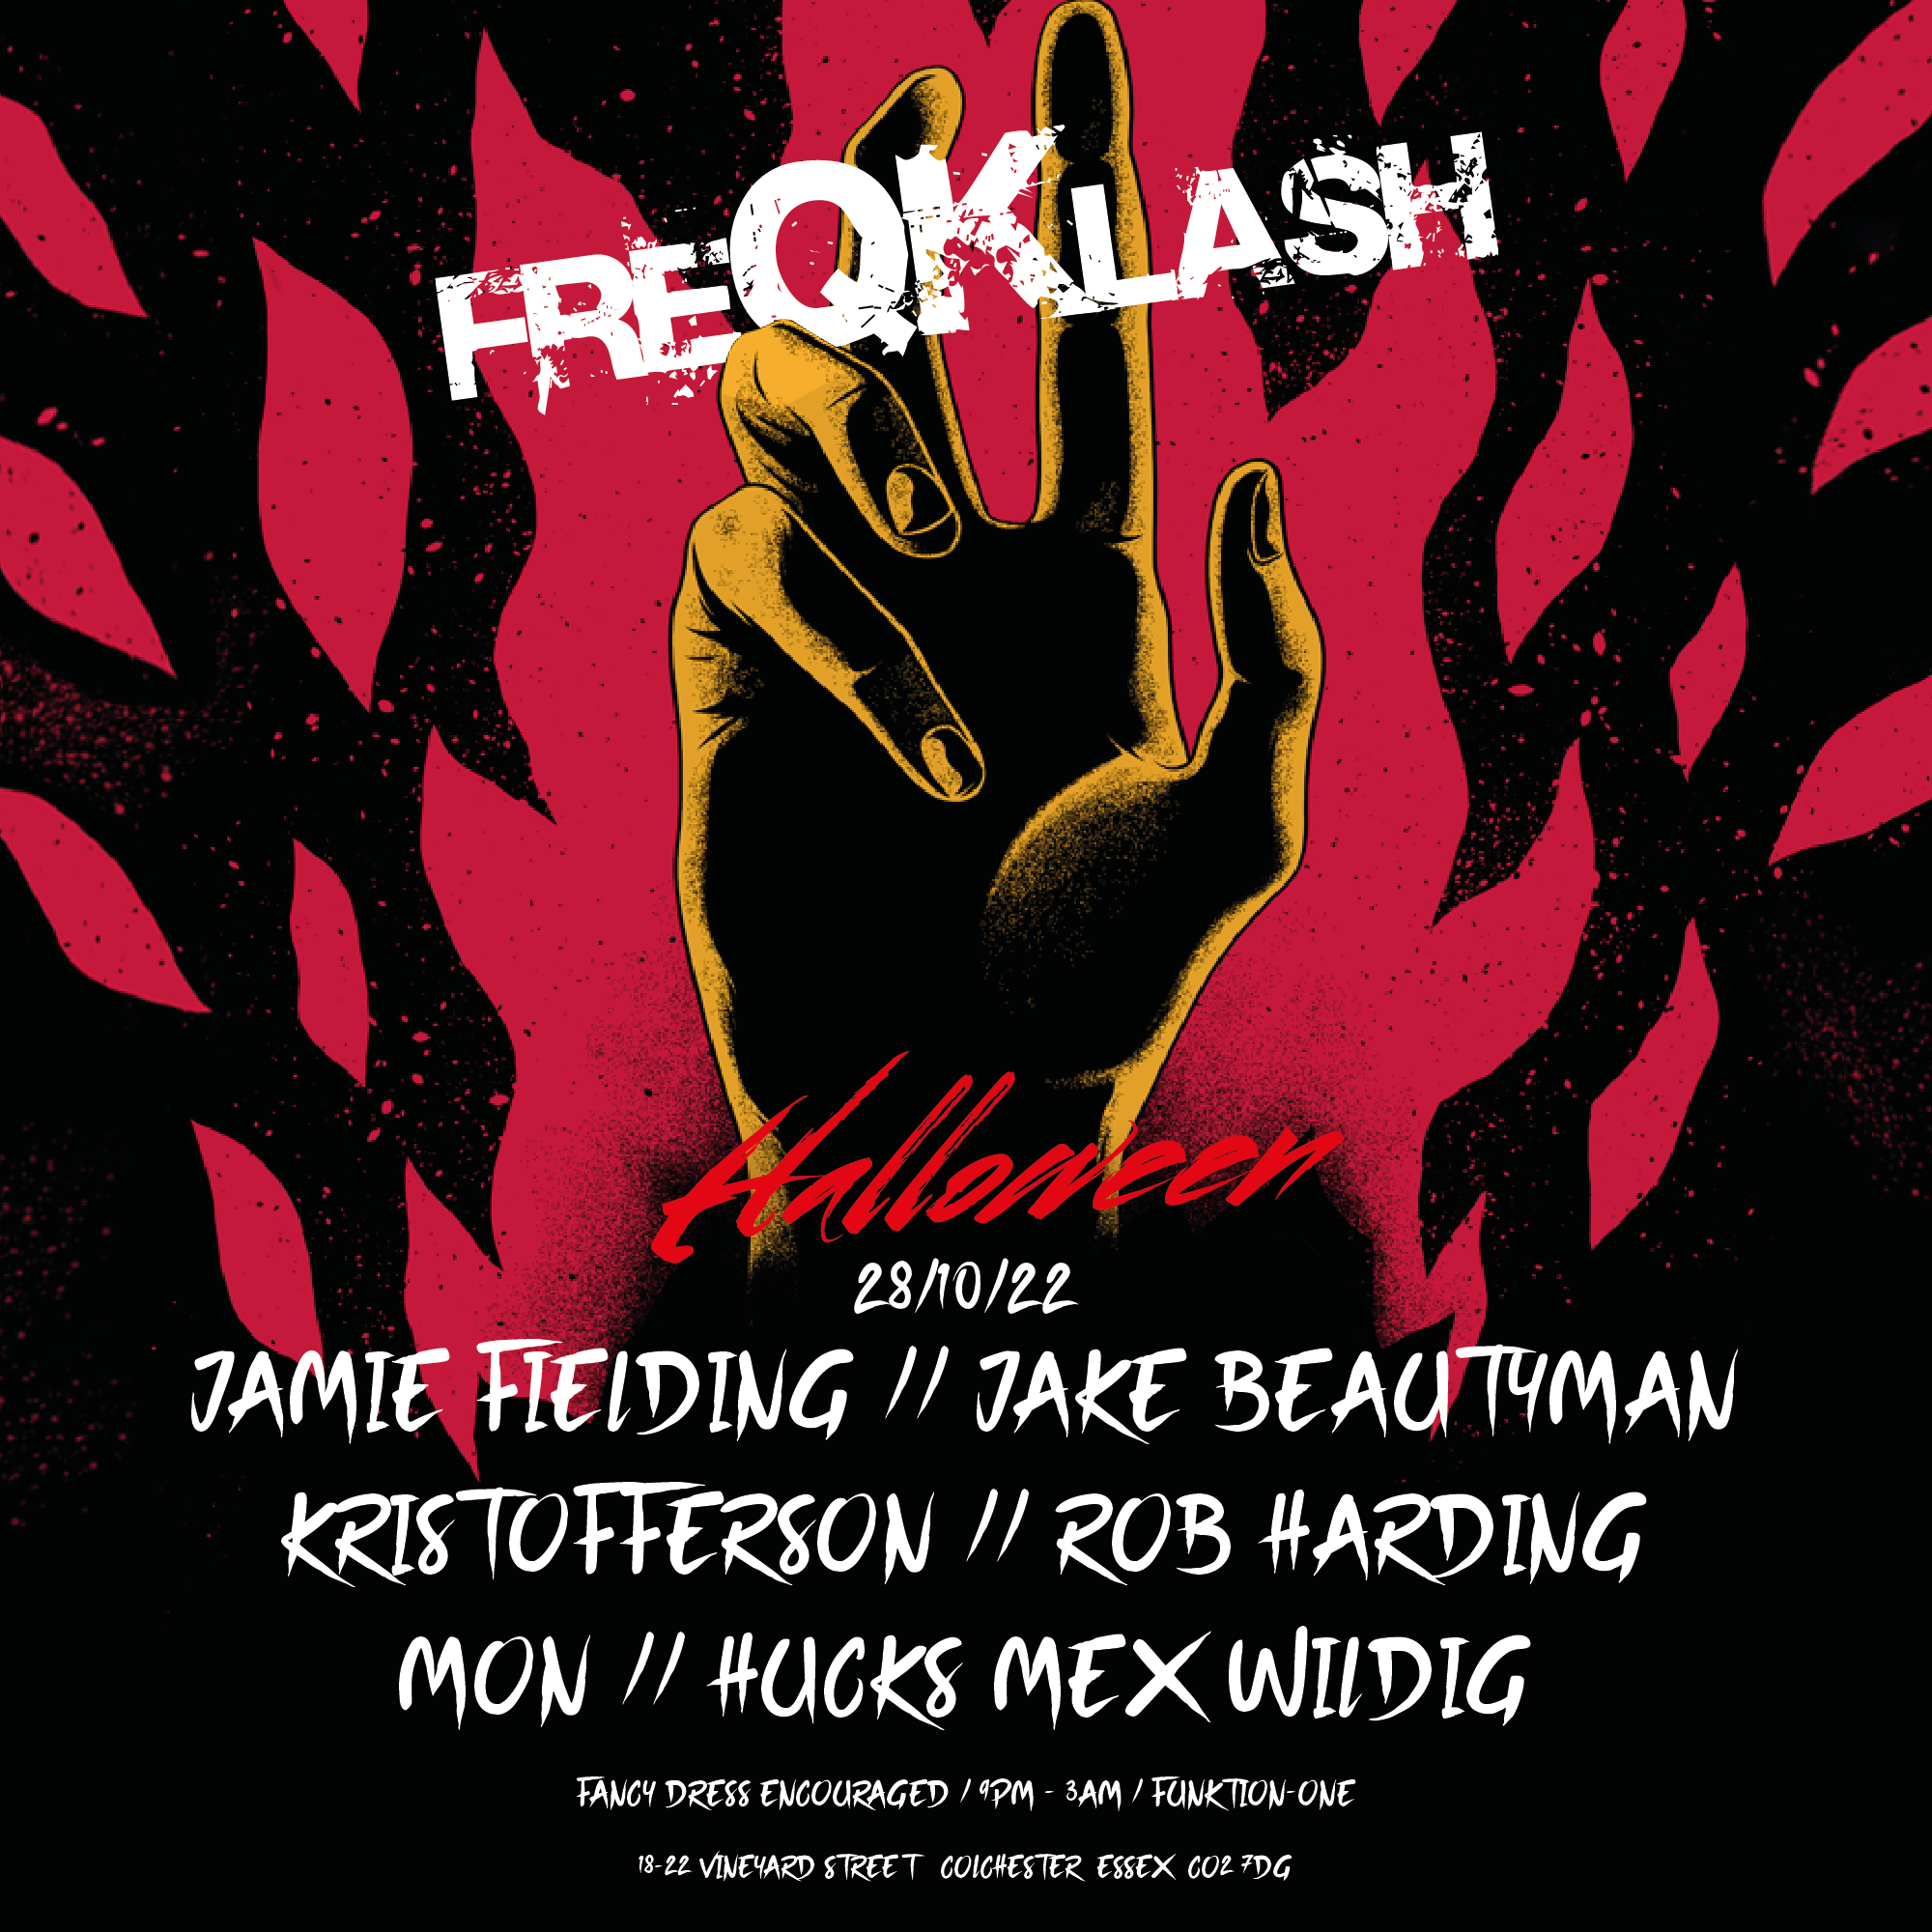 FREQKLASH
Halloween
28/10/22
JAMIE FIELDING // JAKE BEAUTYMAN
KRISTOFFERSON // ROB HARDING
MON // HUCKS MEX WILDIG
FANCY DRESS ENCOURAGED / 9PM - 3AM / FUNKTION-ONE
18-22 VINEYARD STREET COLCHESTER ESSEX CO2 7DG